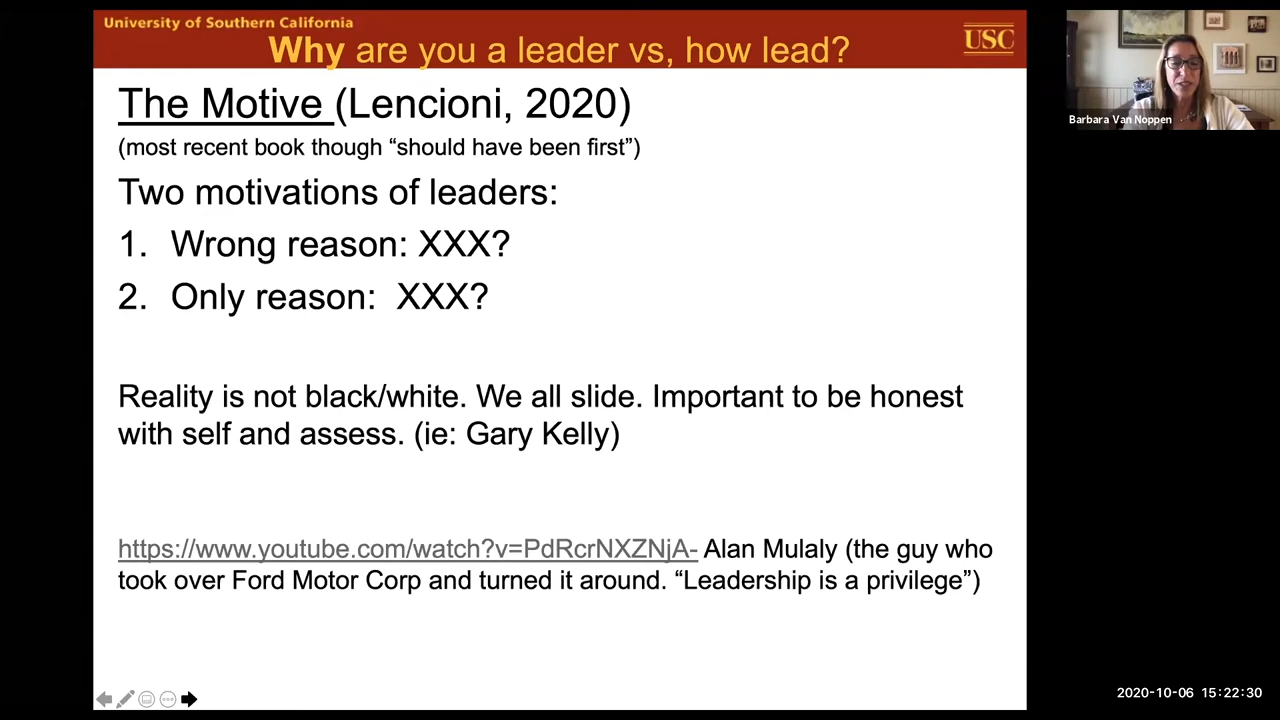 University of Southern California
Why are you a leader vs, how lead?
USC
The Motive (Lencioni, 2020)
(most recent book though “should have been first”)
Two motivations of leaders:
1. Wrong reason: XXX?
2. Only reason: XXX?
Reality is not black/white. We all slide. Important to be honest
with self and assess. (ie: Gary Kelly)
https://www.youtube.com/watch?v=PdRcrNXZNjA- Alan Mulaly (the guy who
took over Ford Motor Corp and turned it around. “Leadership is a privilege”)
Barbara Van Noppen
2020-10-06 15:22:30